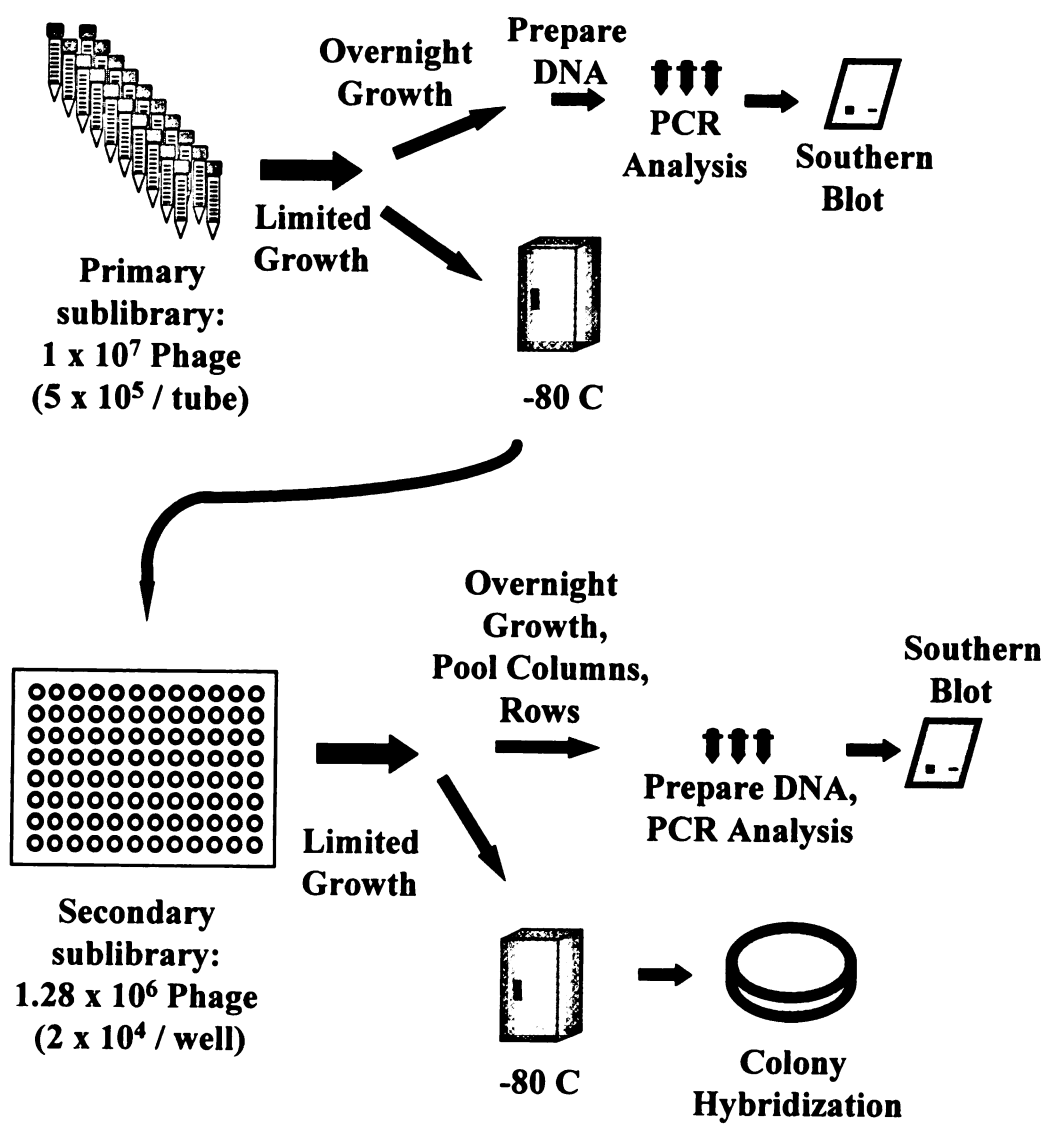 Overnight
Growth
Prepare
DNA
PCR
Analysis
Southern
Blot
Limited
Growth
Primary
sublibrary:
1 x 10⁷ Phage
(5 x 10⁵ / tube)
-80 C
Overnight
Growth,
Pool Columns,
Rows
Southern
Blot
Prepare DNA,
PCR Analysis
Limited
Growth
Secondary
sublibrary:
1.28 x 10⁶ Phage
(2 x 10⁴ / well)
-80 C
Colony
Hybridization